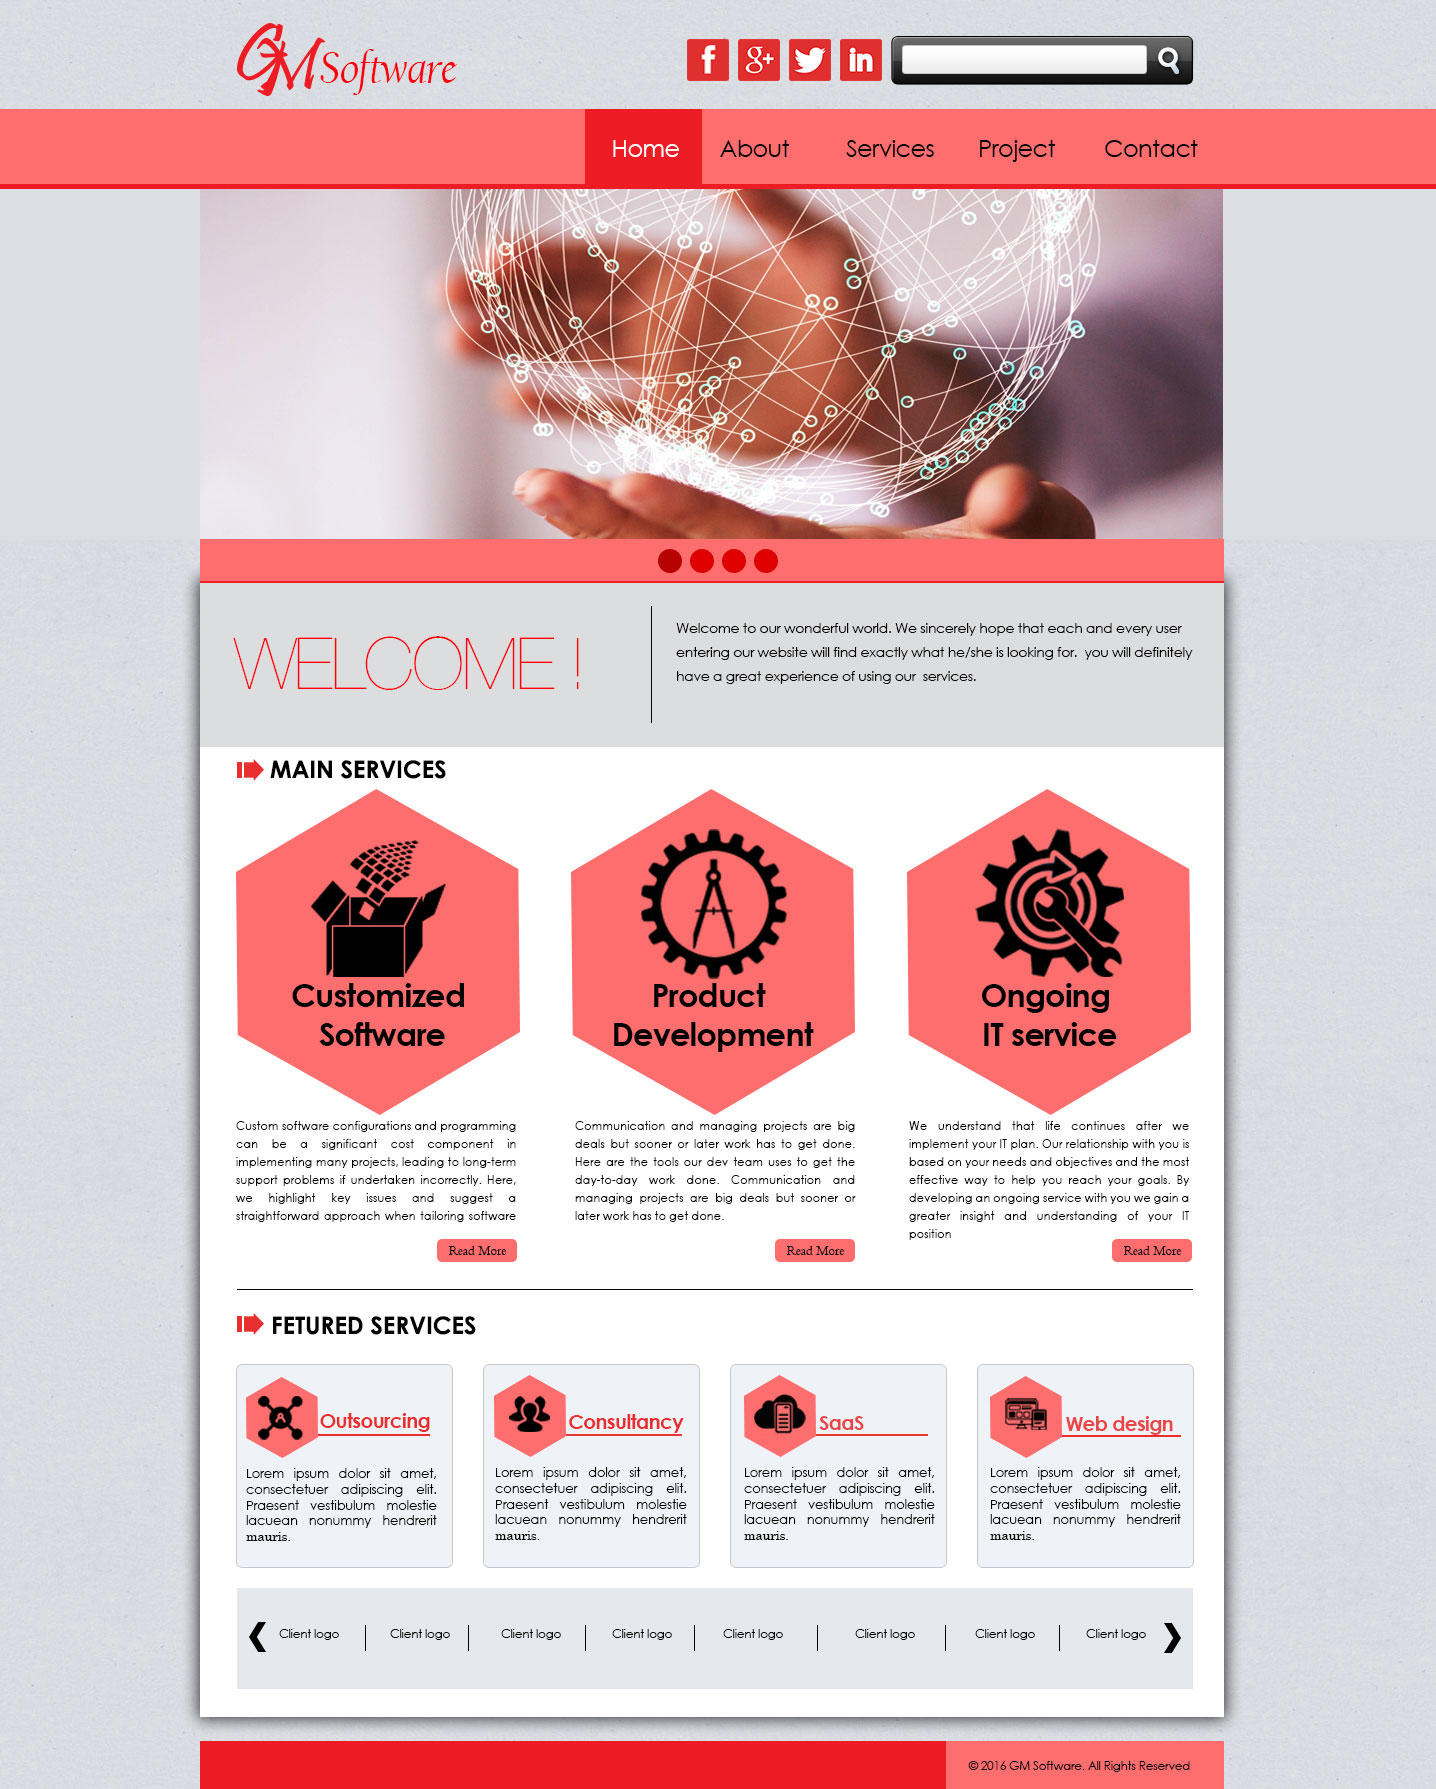 GM Software
f g+ in
Home About Services Project Contact
WELCOME !
Welcome to our wonderful world. We sincerely hope that each and every user
entering our website will find exactly what he/she is looking for.  you will definitely
have a great experience of using our  services.
MAIN SERVICES
Customized
Software
Product
Development
Ongoing
IT service
Custom software configurations and programming
can be a significant cost component in
implementing many projects, leading to long-term
support problems if undertaken incorrectly. Here,
we highlight key issues and suggest a
straightforward approach when tailoring software
Read More
Communication and managing projects are big
deals but sooner or later work has to get done.
Here are the tools our dev team uses to get the
day-to-day work done. Communication and
managing projects are big deals but sooner or
later work has to get done.
Read More
We understand that life continues after we
implement your IT plan. Our relationship with you is
based on your needs and objectives and the most
effective way to help you reach your goals. By
developing an ongoing service with you we gain a
greater insight and understanding of your IT
position
Read More
FETURED SERVICES
A
Outsourcing
Lorem ipsum dolor sit amet,
consectetuer adipiscing elit.
Praesent vestibulum molestie
lacuean nonummy hendrerit
mauris.
Consultancy
Lorem ipsum dolor sit amet,
consectetuer adipiscing elit.
Praesent vestibulum molestie
lacuean nonummy hendrerit
mauris.
SaaS
Lorem ipsum dolor sit amet,
consectetuer adipiscing elit.
Praesent vestibulum molestie
lacuean nonummy hendrerit
mauris.
Web design
Lorem ipsum dolor sit amet,
consectetuer adipiscing elit.
Praesent vestibulum molestie
lacuean nonummy hendrerit
mauris.
Client logo Client logo Client logo Client logo Client logo Client logo Client logo Client logo
© 2016 GM Software. All Rights Reserved